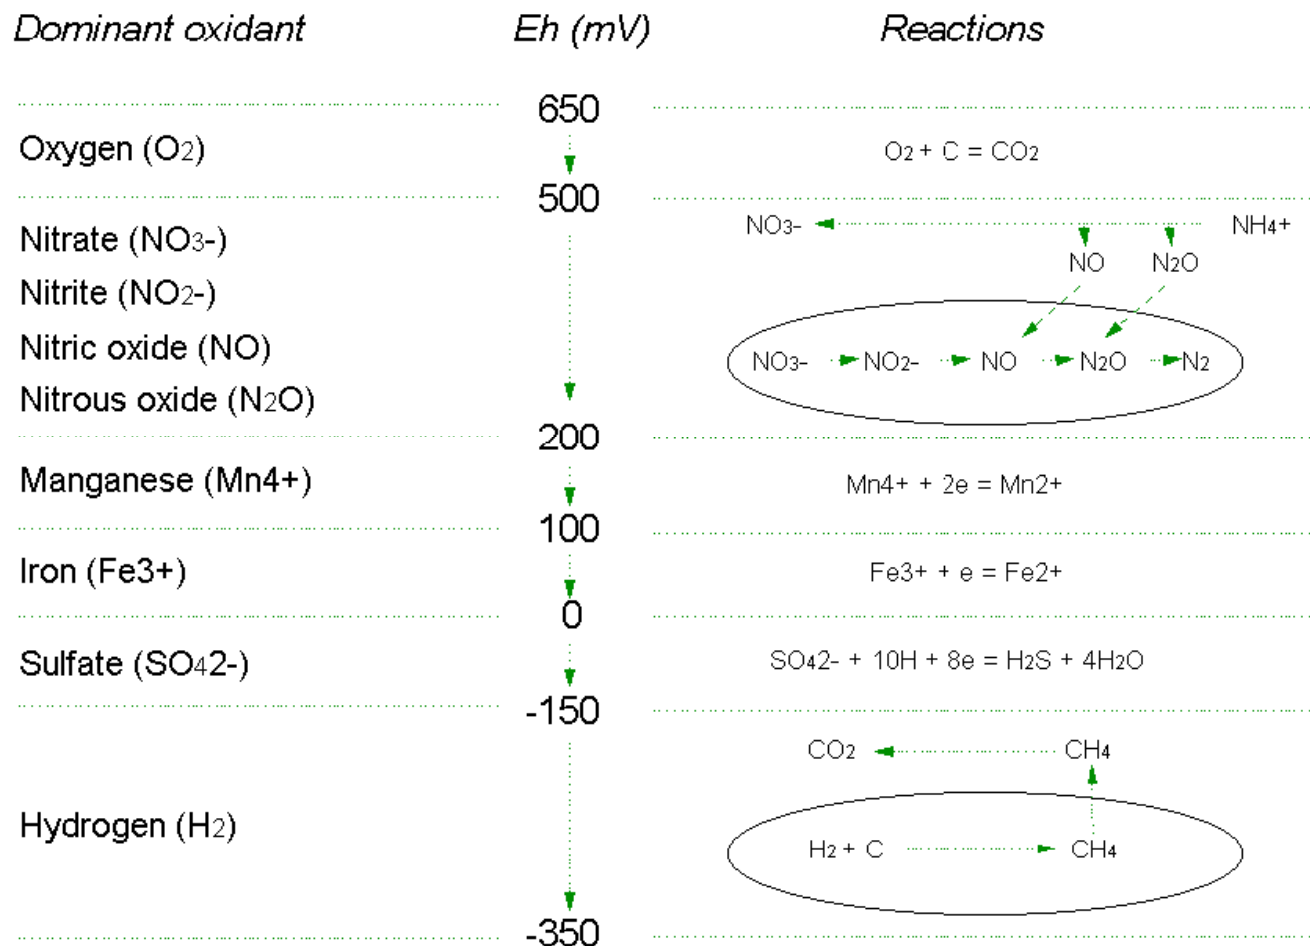 Dominant oxidant Eh (mV) Reactions
650
Oxygen (O2) O2 + C = CO2
500
NO3- NH4+
Nitrate (NO3-)
NO N2O
Nitrite (NO2-)
Nitric oxide (NO) NO3- NO2- NO N2O N2
Nitrous oxide (N2O)
200
Manganese (Mn4+) Mn4+ + 2e = Mn2+
100
Iron (Fe3+) Fe3+ + e = Fe2+
0
Sulfate (SO42-) SO42- + 10H + 8e = H2S + 4H2O
-150
CO2 CH4
Hydrogen (H2)
H2 + C CH4
-350